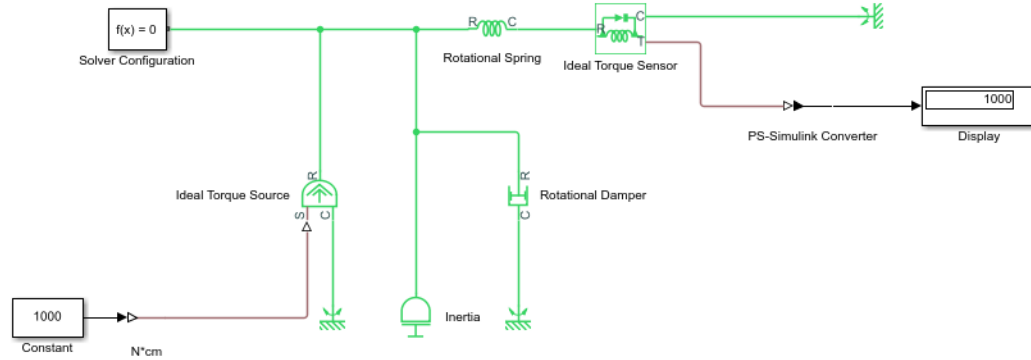 f(x) = 0
Solver Configuration
R
C
Rotational Spring
R
C
T
Ideal Torque Sensor
1000
Display
PS-Simulink Converter
R
Ideal Torque Source
S
C
R
Rotational Damper
C
1000
Constant
N*cm
Inertia